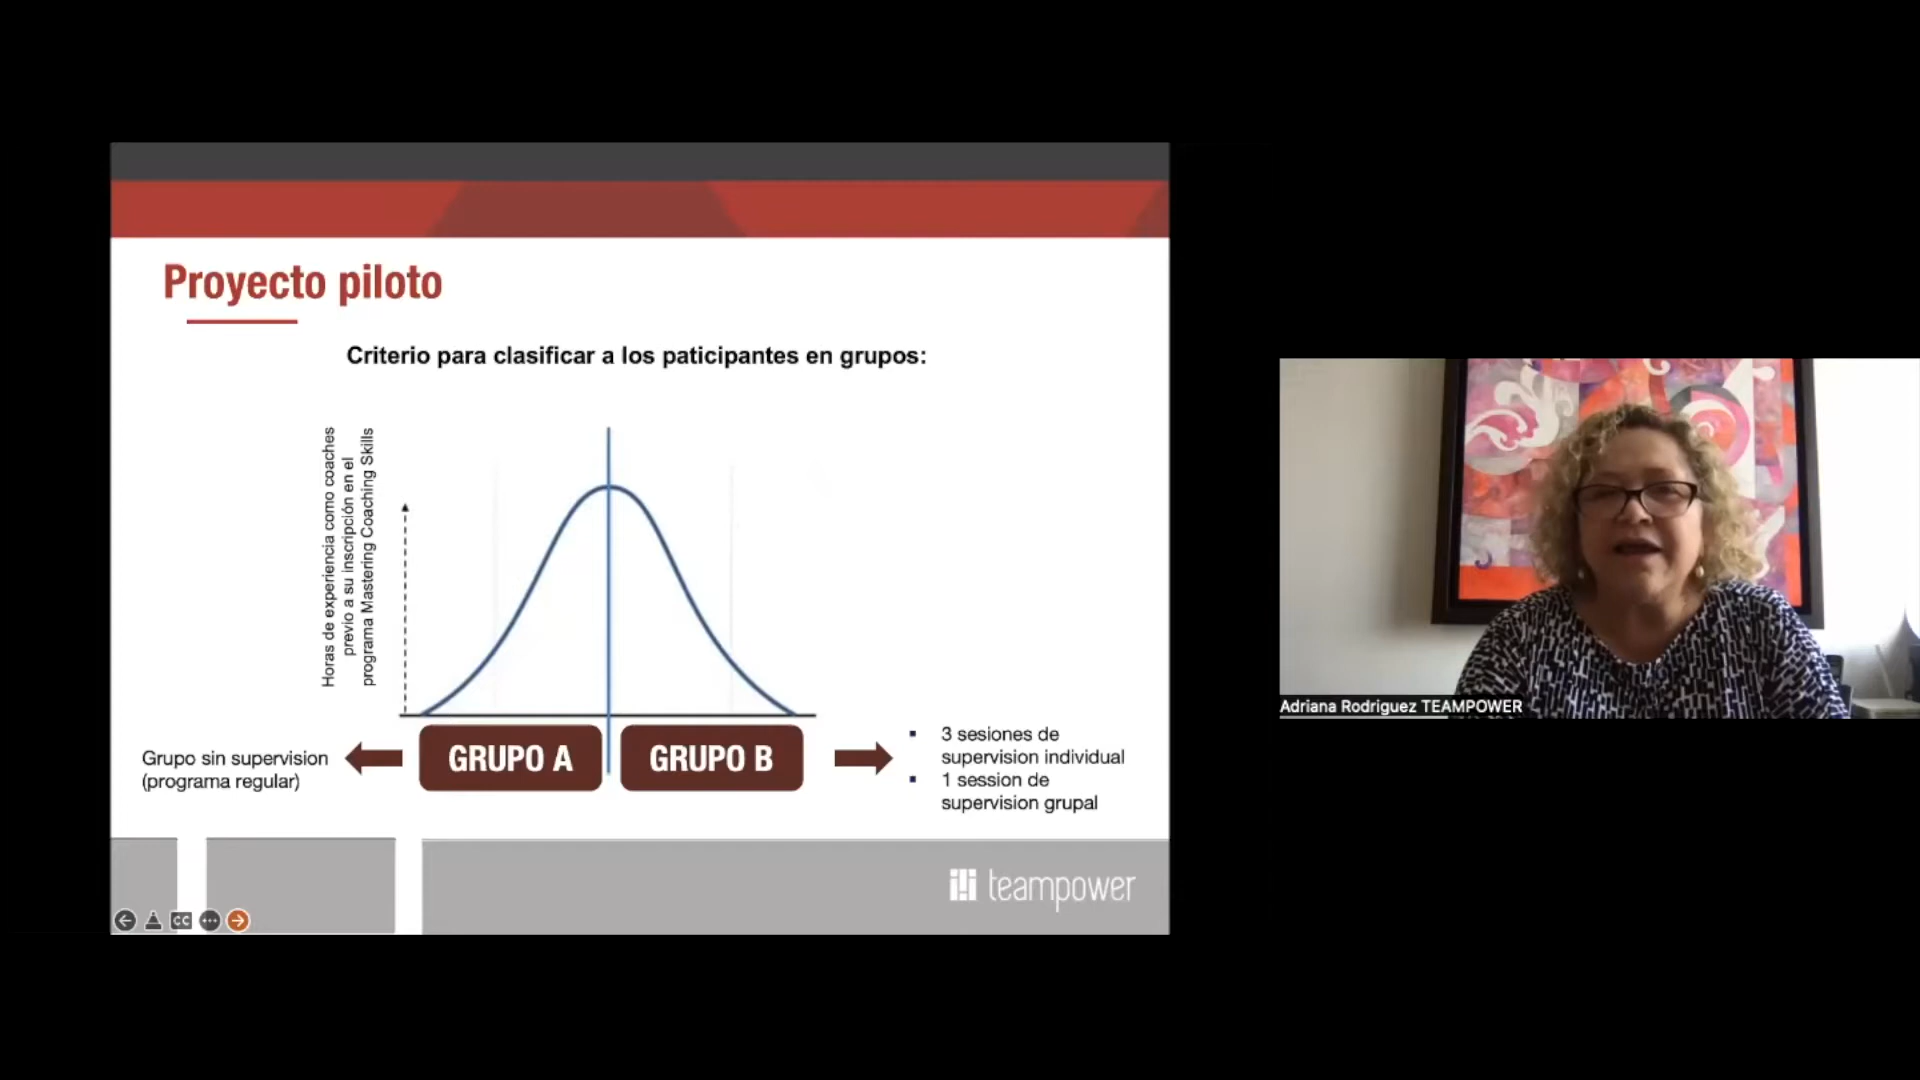 Proyecto piloto
Criterio para clasificar a los paticipantes en grupos:
Horas de experiencia como coaches
previo a su inscripción en el
programa Mastering Coaching Skills
Grupo sin supervision
(programa regular)
GRUPO A
GRUPO B
▪ 3 sesiones de
supervision individual
▪ 1 session de
supervision grupal
teampower
CC
Adriana Rodriguez TEAMPOWER